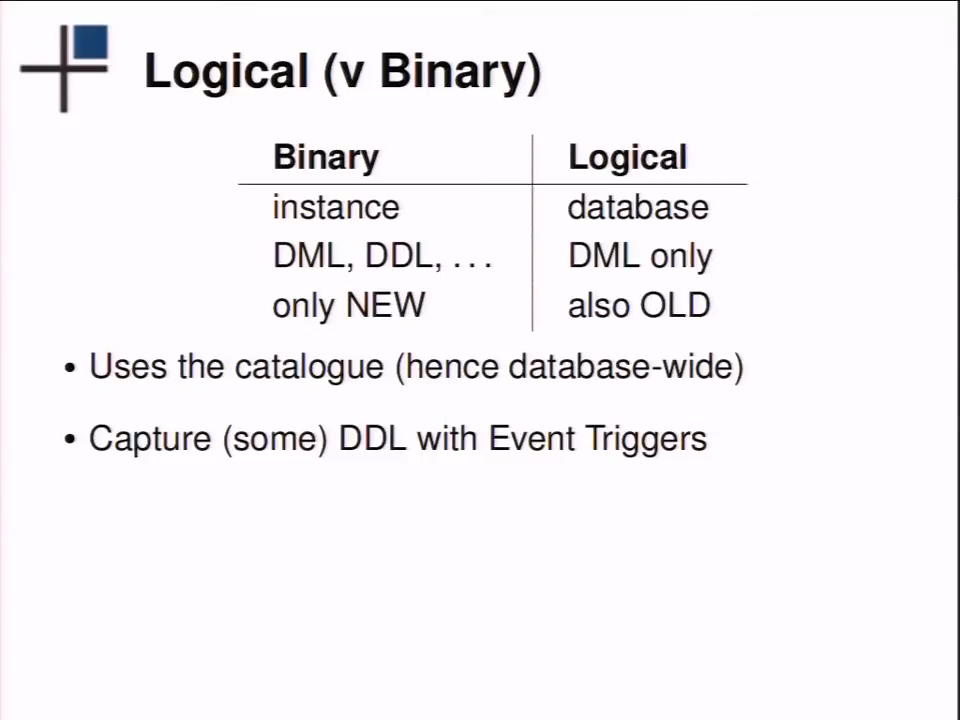 Logical (v Binary)
Binary Logical
instance database
DML, DDL, ... DML only
only NEW also OLD
• Uses the catalogue (hence database-wide)
• Capture (some) DDL with Event Triggers